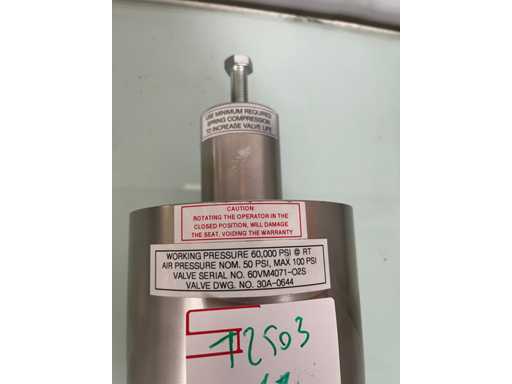 USE MINIMUM REQUIRED
SPRING COMPRESSION
TO INCREASE VALVE LIFE
CAUTION
ROTATING THE OPERATOR IN THE
CLOSED POSITION, WILL DAMAGE
THE SEAT, VOIDING THE WARRANTY
WORKING PRESSURE 60,000 PSI @ RT
AIR PRESSURE NOM. 50 PSI, MAX 100 PSI
VALVE SERIAL NO. 60VM4071-02S
VALVE DWG. NO. 30A-0644
12503